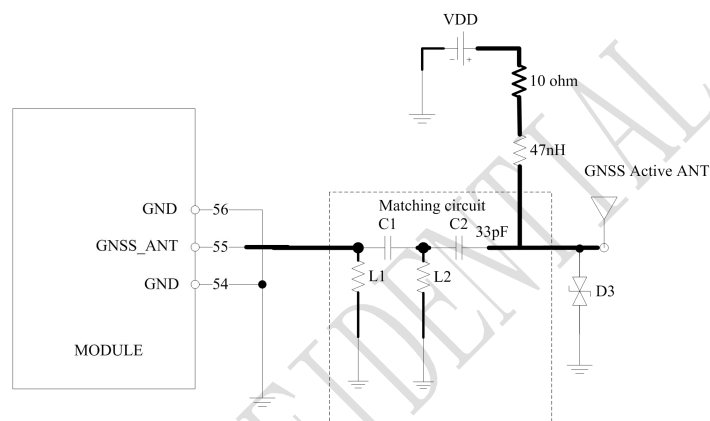 VDD
− +
10 ohm
47nH
GNSS Active ANT
Matching circuit
C1
C2
33pF
GND
56
GNSS_ANT
55
GND
54
L1
L2
D3
MODULE
FIDENTIAL